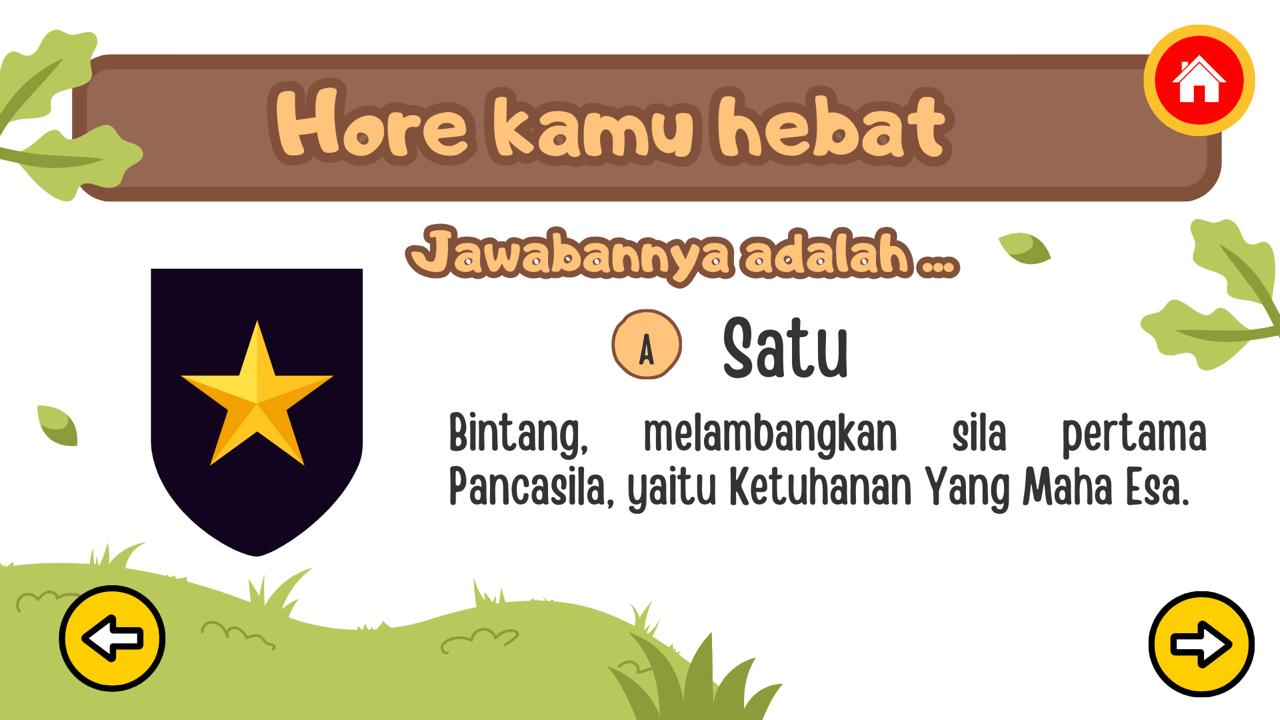 Hore kamu hebat
Jawabannya adalah ...
A Satu
Bintang, melambangkan sila pertama
Pancasila, yaitu Ketuhanan Yang Maha Esa.